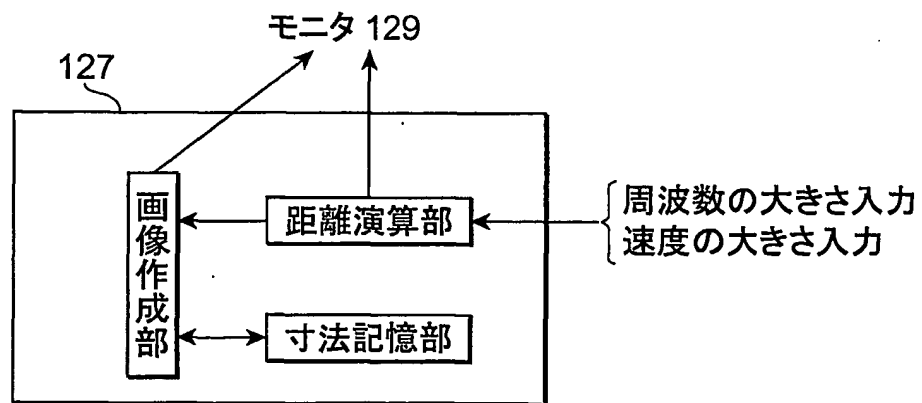 モニタ 129
127
画像作成部
距離演算部
周波数の大きさ入力
速度の大きさ入力
寸法記憶部